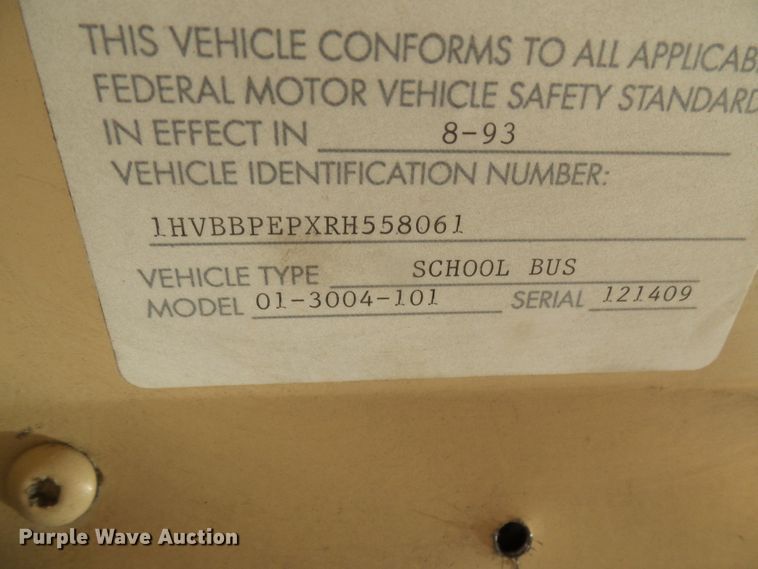 THIS VEHICLE CONFORMS TO ALL APPLICAB
FEDERAL MOTOR VEHICLE SAFETY STANDARD
IN EFFECT IN 8-93
VEHICLE IDENTIFICATION NUMBER:
1HVBBPEPXRH558061
VEHICLE TYPE SCHOOL BUS
MODEL 01-3004-101 SERIAL 121409
Purple Wave Auction